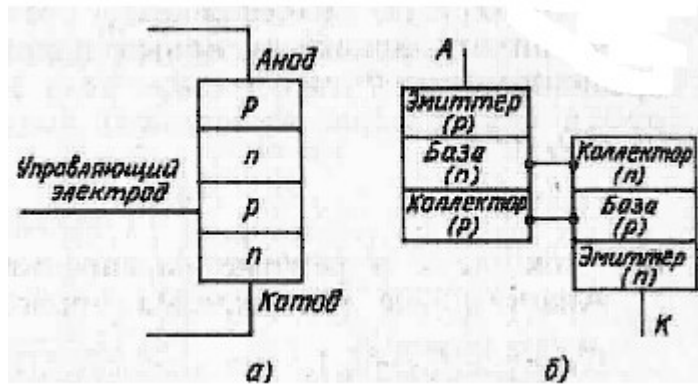 Анод
p
n
Управляющий
электрод
p
n
Катод
а)
А
Эмиттер
(p)
База
(n)
Коллектор
(p)
Коллектор
(n)
База
(p)
Эмиттер
(n)
К
б)